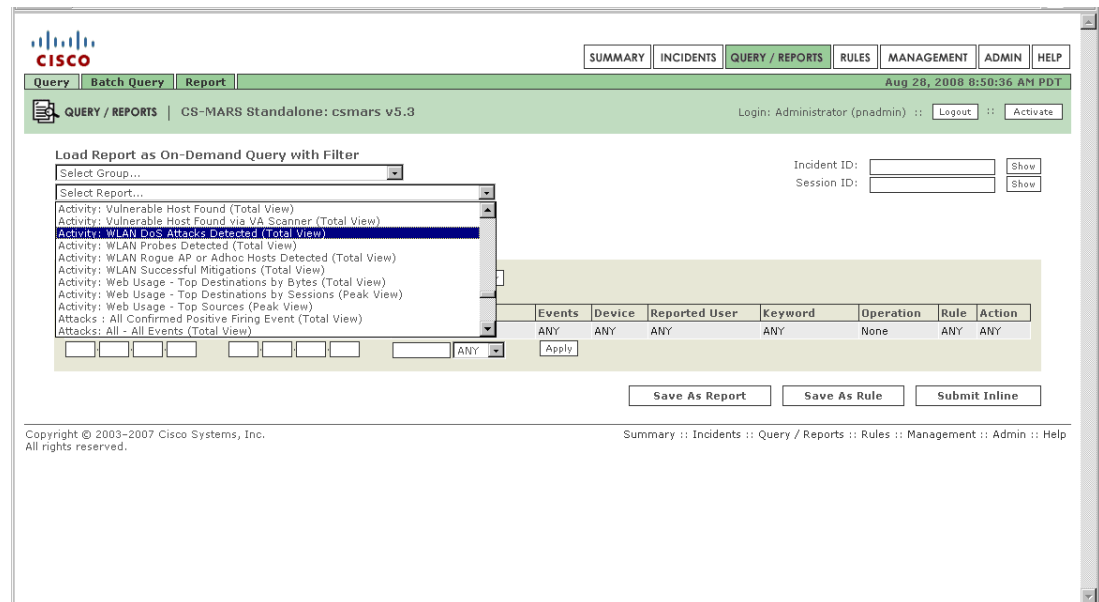 CISCO
SUMMARY INCIDENTS QUERY / REPORTS RULES MANAGEMENT ADMIN HELP
Query Batch Query Report Aug 28, 2008 8:50:36 AM PDT
QUERY / REPORTS | CS-MARS Standalone: csmars v5.3 Login: Administrator (pnadmin) :: Logout :: Activate
Load Report as On-Demand Query with Filter
Select Group...
Incident ID: Show
Select Report...
Session ID: Show
Activity: Vulnerable Host Found (Total View)
Activity: Vulnerable Host Found via VA Scanner (Total View)
Activity: WLAN DoS Attacks Detected (Total View)
Activity: WLAN Probes Detected (Total View)
Activity: WLAN Rogue AP or Adhoc Hosts Detected (Total View)
Activity: WLAN Successful Mitigations (Total View)
Activity: Web Usage - Top Destinations by Bytes (Total View)
Activity: Web Usage - Top Destinations by Sessions (Peak View)
Activity: Web Usage - Top Sources (Peak View)
Attacks : All Confirmed Positive Firing Event (Total View)
Attacks: All - All Events (Total View)
Events Device Reported User Keyword Operation Rule Action
ANY ANY ANY ANY None ANY ANY
ANY Apply
Save As Report Save As Rule Submit Inline
Copyright © 2003-2007 Cisco Systems, Inc.
All rights reserved.
Summary :: Incidents :: Query / Reports :: Rules :: Management :: Admin :: Help